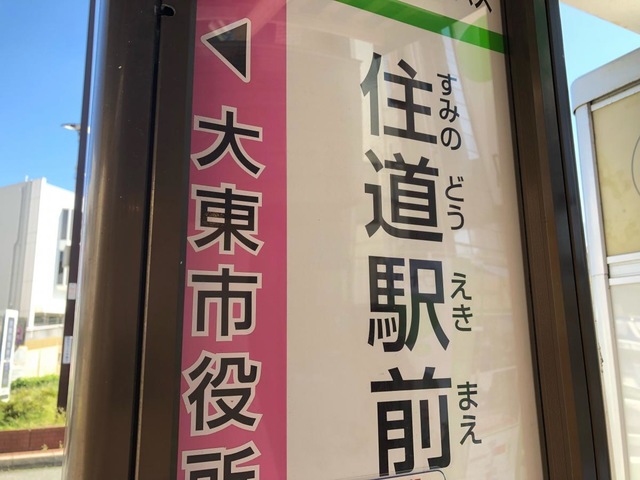 住道駅前
すみのどうえきまえ
大東市役所